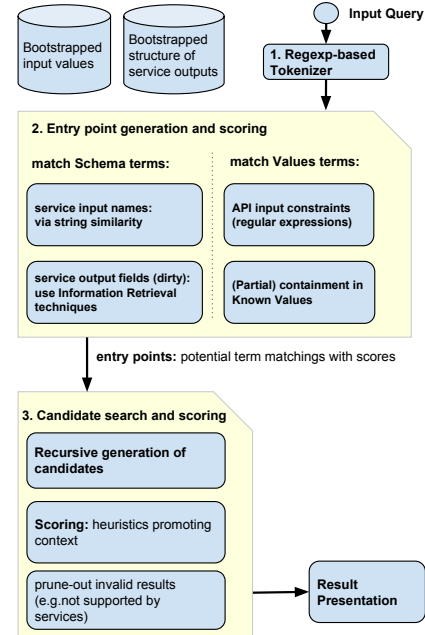 Input Query
Bootstrapped
input values
Bootstrapped
structure of
service outputs
1. Regexp-based
Tokenizer
2. Entry point generation and scoring
match Schema terms:
match Values terms:
service input names:
via string similarity
API input constraints
(regular expressions)
service output fields (dirty):
use Information Retrieval
techniques
(Partial) containment in
Known Values
entry points: potential term matchings with scores
3. Candidate search and scoring
Recursive generation of
candidates
Scoring: heuristics promoting
context
prune-out invalid results
(e.g.not supported by
services)
Result
Presentation